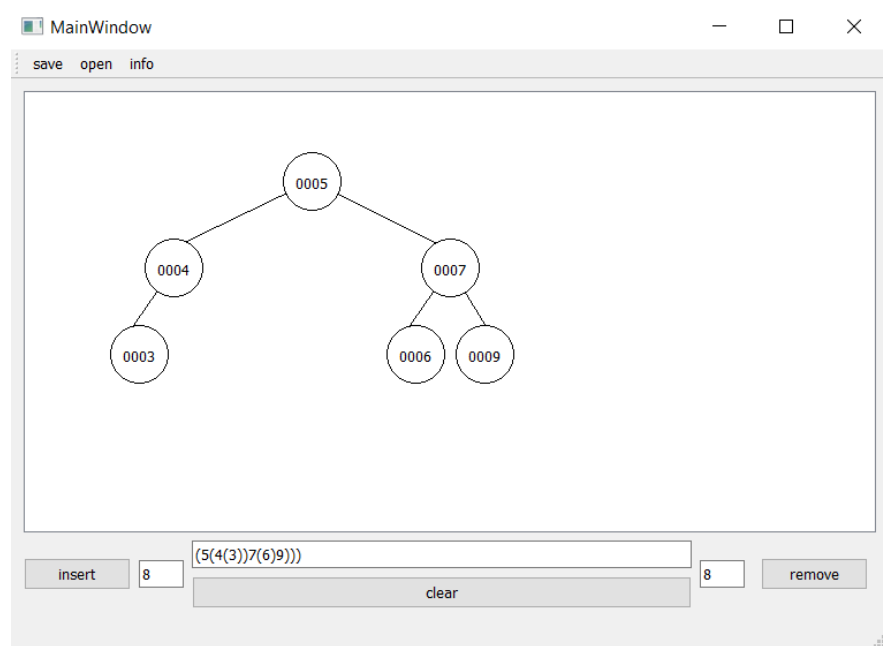 MainWindow
save open info
0005
0004 0007
0003 0006 0009
(5(4(3))7(6)9)))
insert 8 8 remove
clear